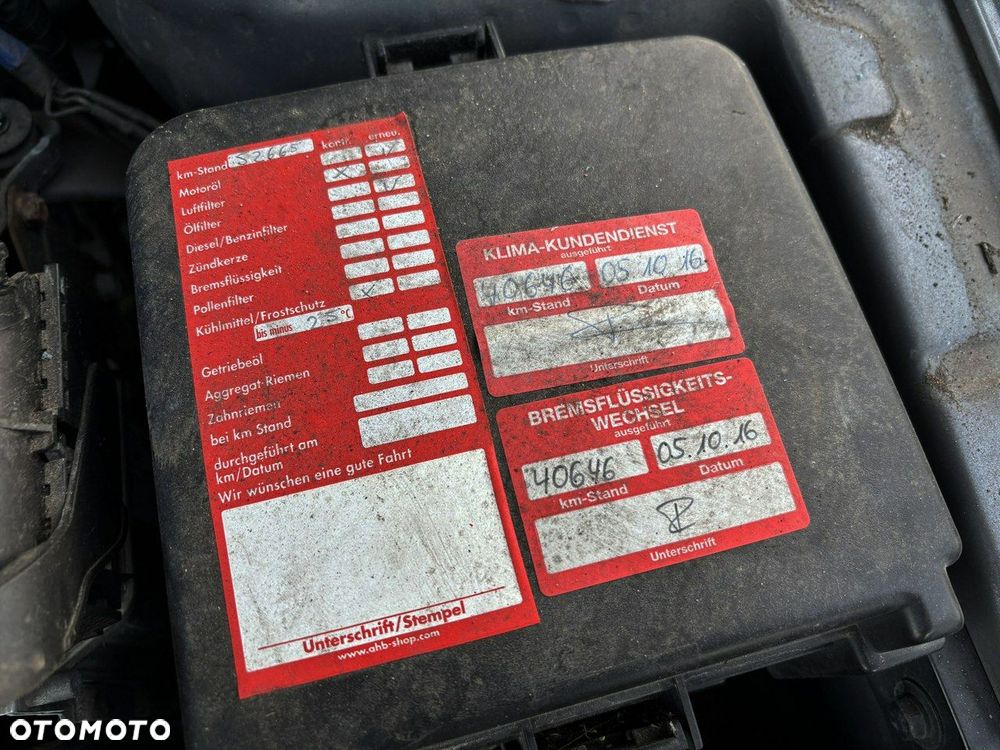 kontr. erneu.
km-Stand 52665
Motoröl
Luftfilter
Ölfilter
Diesel/Benzinfilter
Zündkerze
Bremsflüssigkeit
Pollenfilter
Kühlmittel/Frostschutz
bis minus 25 °C
Getriebeöl
Aggregat-Riemen
Zahnriemen
bei km Stand
durchgeführt am
km/Datum
Wir wünschen eine gute Fahrt
Unterschrift/Stempel
www.ahb-shop.com
KLIMA-KUNDENDIENST
ausgeführt
40646 05.10.16
km-Stand Datum
Unterschrift
BREMSFLÜSSIGKEITS-
WECHSEL
ausgeführt
40646 05.10.16
km-Stand Datum
Unterschrift
OTOMOTO